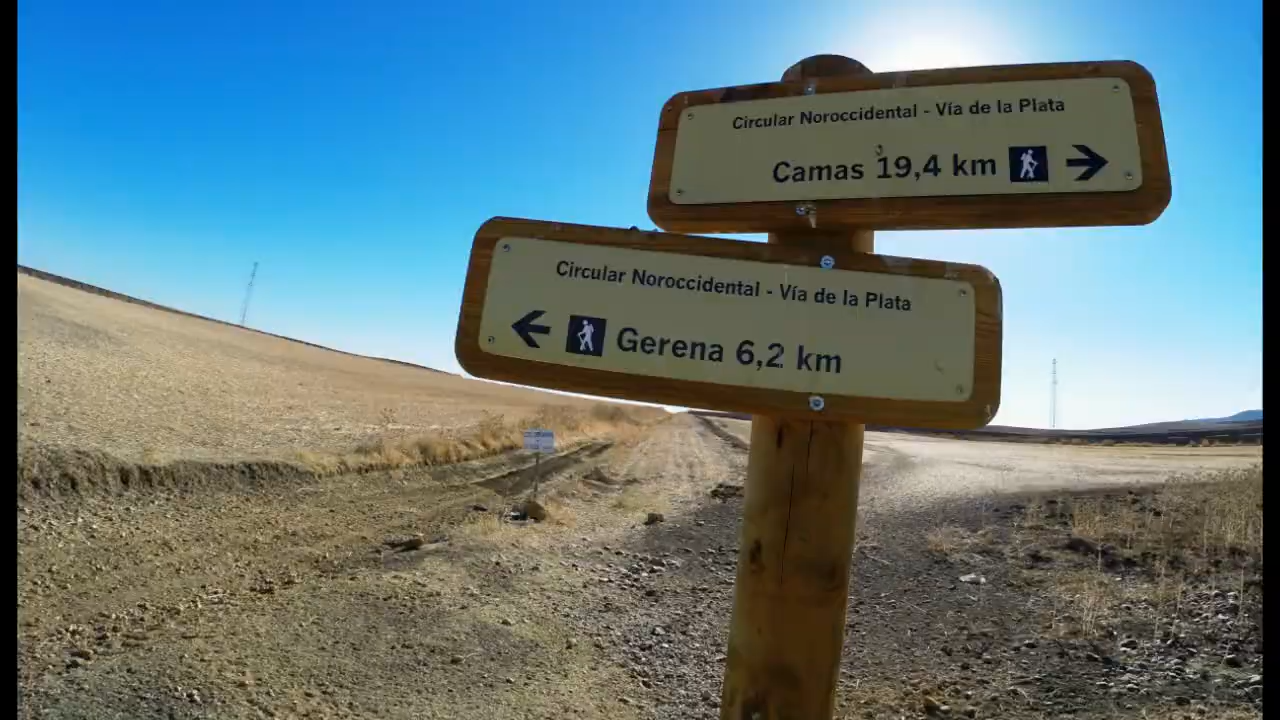 Circular Noroccidental - Vía de la Plata
Camas 19,4 km
Circular Noroccidental - Vía de la Plata
Gerena 6,2 km